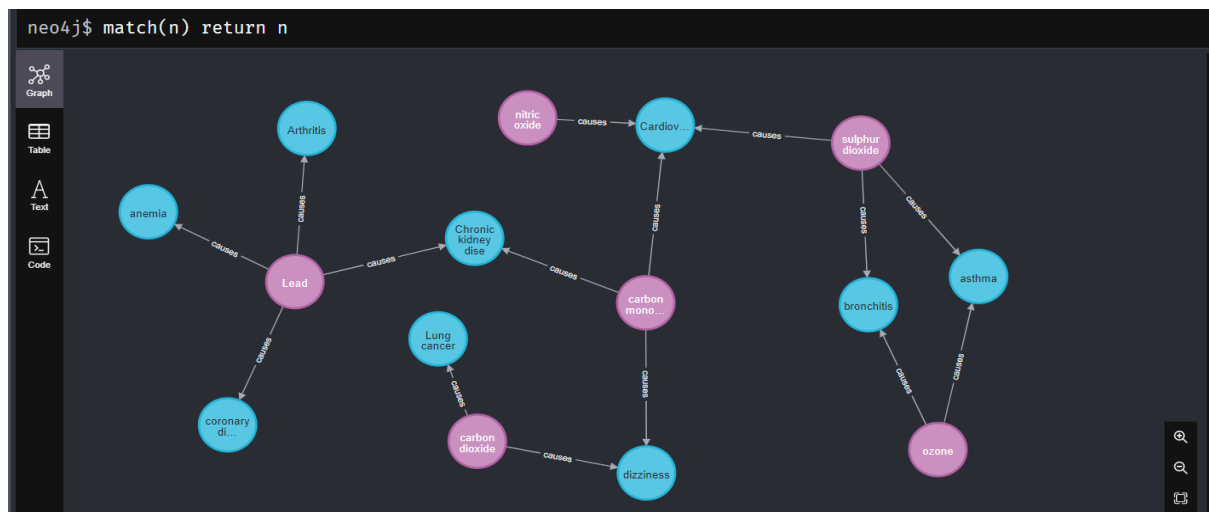 neo4j$ match(n) return n
Graph
Table
Text
Code
Arthritis
anemia
causes
causes
Lead
causes
causes
coronary
di...
Chronic
kidney
dise
causes
Lung
cancer
causes
carbon
dioxide
causes
nitric
oxide
causes
Cardiov...
causes
causes
carbon
mono...
causes
dizziness
sulphur
dioxide
causes
causes
asthma
bronchitis
causes
causes
ozone